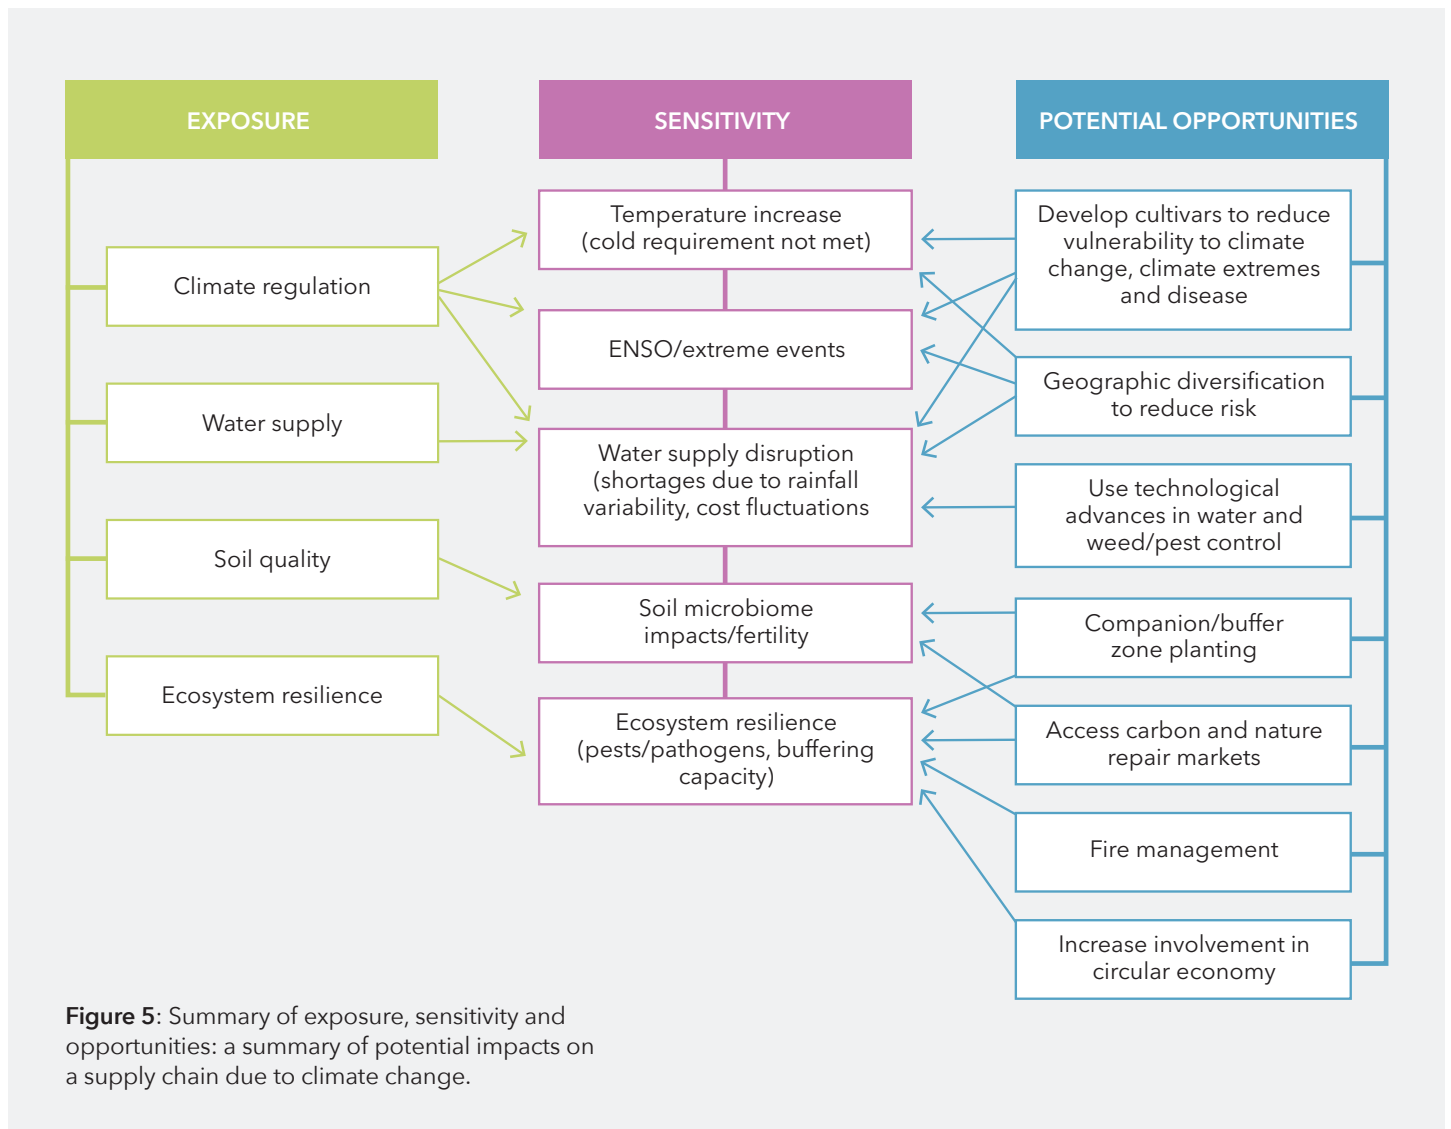 EXPOSURE
Climate regulation
Water supply
Soil quality
Ecosystem resilience
SENSITIVITY
Temperature increase
(cold requirement not met)
ENSO/extreme events
Water supply disruption
(shortages due to rainfall
variability, cost fluctuations
Soil microbiome
impacts/fertility
Ecosystem resilience
(pests/pathogens, buffering
capacity)
POTENTIAL OPPORTUNITIES
Develop cultivars to reduce
vulnerability to climate
change, climate extremes
and disease
Geographic diversification
to reduce risk
Use technological
advances in water and
weed/pest control
Companion/buffer
zone planting
Access carbon and nature
repair markets
Fire management
Increase involvement in
circular economy
Figure 5: Summary of exposure, sensitivity and
opportunities: a summary of potential impacts on
a supply chain due to climate change.